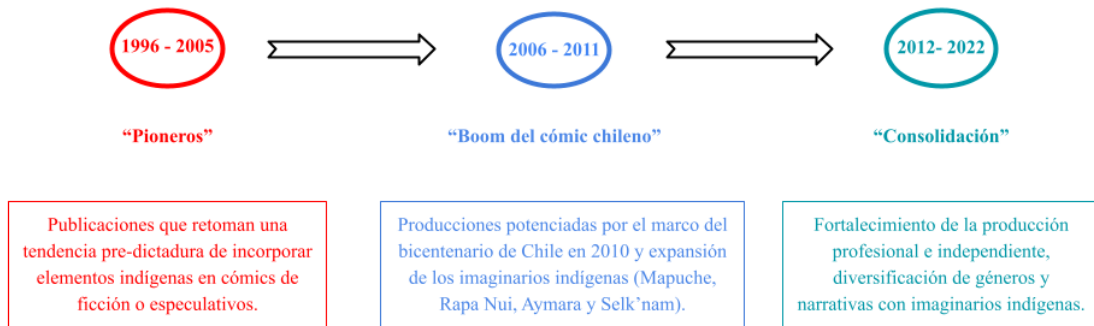 1996 - 2005
2006 - 2011
2012- 2022
“Pioneros”
“Boom del cómic chileno”
“Consolidación”
Publicaciones que retoman una
tendencia pre-dictadura de incorporar
elementos indígenas en cómics de
ficción o especulativos.
Producciones potenciadas por el marco del
bicentenario de Chile en 2010 y expansión
de los imaginarios indígenas (Mapuche,
Rapa Nui, Aymara y Selk’nam).
Fortalecimiento de la producción
profesional e independiente,
diversificación de géneros y
narrativas con imaginarios indígenas.